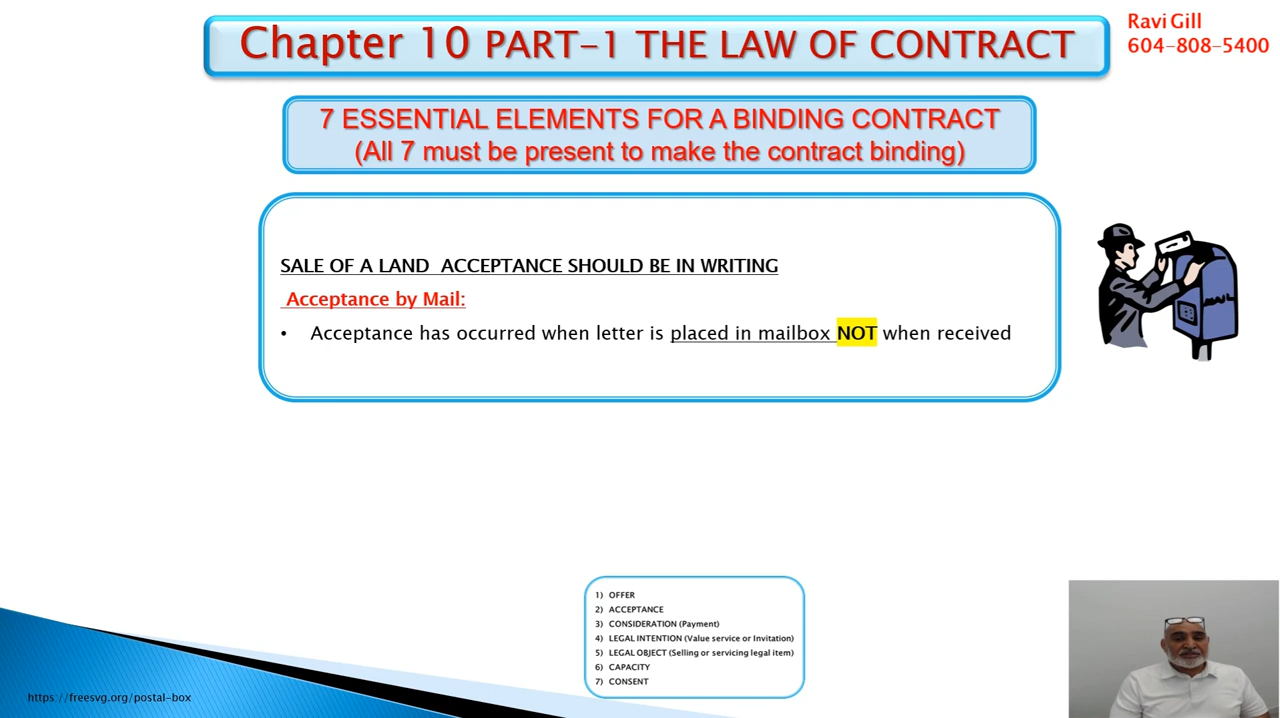 Chapter 10 PART-1 THE LAW OF CONTRACT
Ravi Gill
604-808-5400
7 ESSENTIAL ELEMENTS FOR A BINDING CONTRACT
(All 7 must be present to make the contract binding)
SALE OF A LAND ACCEPTANCE SHOULD BE IN WRITING
Acceptance by Mail:
• Acceptance has occurred when letter is placed in mailbox NOT when received
MAIL
1) OFFER
2) ACCEPTANCE
3) CONSIDERATION (Payment)
4) LEGAL INTENTION (Value service or Invitation)
5) LEGAL OBJECT (Selling or servicing legal item)
6) CAPACITY
7) CONSENT
https://freesvg.org/postal-box